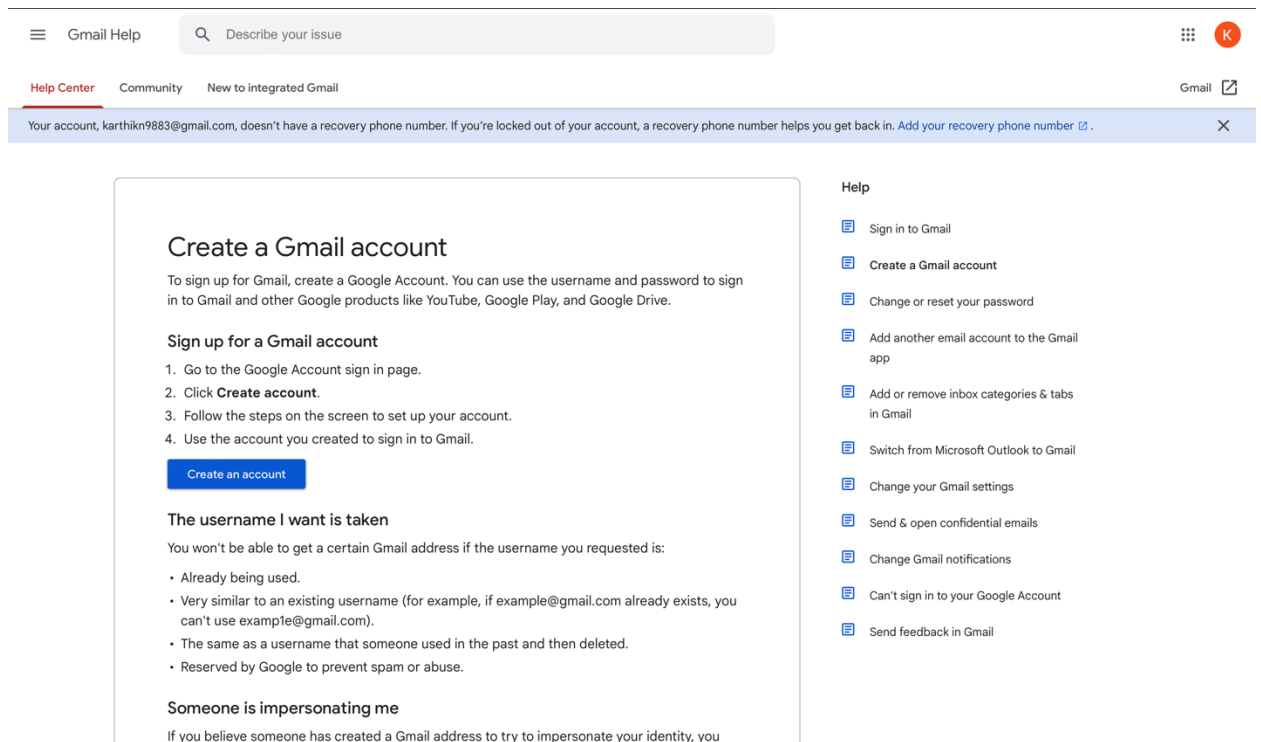 Gmail Help
Describe your issue
K
Help Center
Community
New to integrated Gmail
Gmail
Your account, karthikn9883@gmail.com, doesn't have a recovery phone number. If you're locked out of your account, a recovery phone number helps you get back in. Add your recovery phone number .
Create a Gmail account
To sign up for Gmail, create a Google Account. You can use the username and password to sign
in to Gmail and other Google products like YouTube, Google Play, and Google Drive.
Sign up for a Gmail account
1. Go to the Google Account sign in page.
2. Click Create account.
3. Follow the steps on the screen to set up your account.
4. Use the account you created to sign in to Gmail.
Create an account
The username I want is taken
You won't be able to get a certain Gmail address if the username you requested is:
• Already being used.
• Very similar to an existing username (for example, if example@gmail.com already exists, you
can't use examp1e@gmail.com).
• The same as a username that someone used in the past and then deleted.
• Reserved by Google to prevent spam or abuse.
Someone is impersonating me
If you believe someone has created a Gmail address to try to impersonate your identity, you
Help
Sign in to Gmail
Create a Gmail account
Change or reset your password
Add another email account to the Gmail
app
Add or remove inbox categories & tabs
in Gmail
Switch from Microsoft Outlook to Gmail
Change your Gmail settings
Send & open confidential emails
Change Gmail notifications
Can't sign in to your Google Account
Send feedback in Gmail